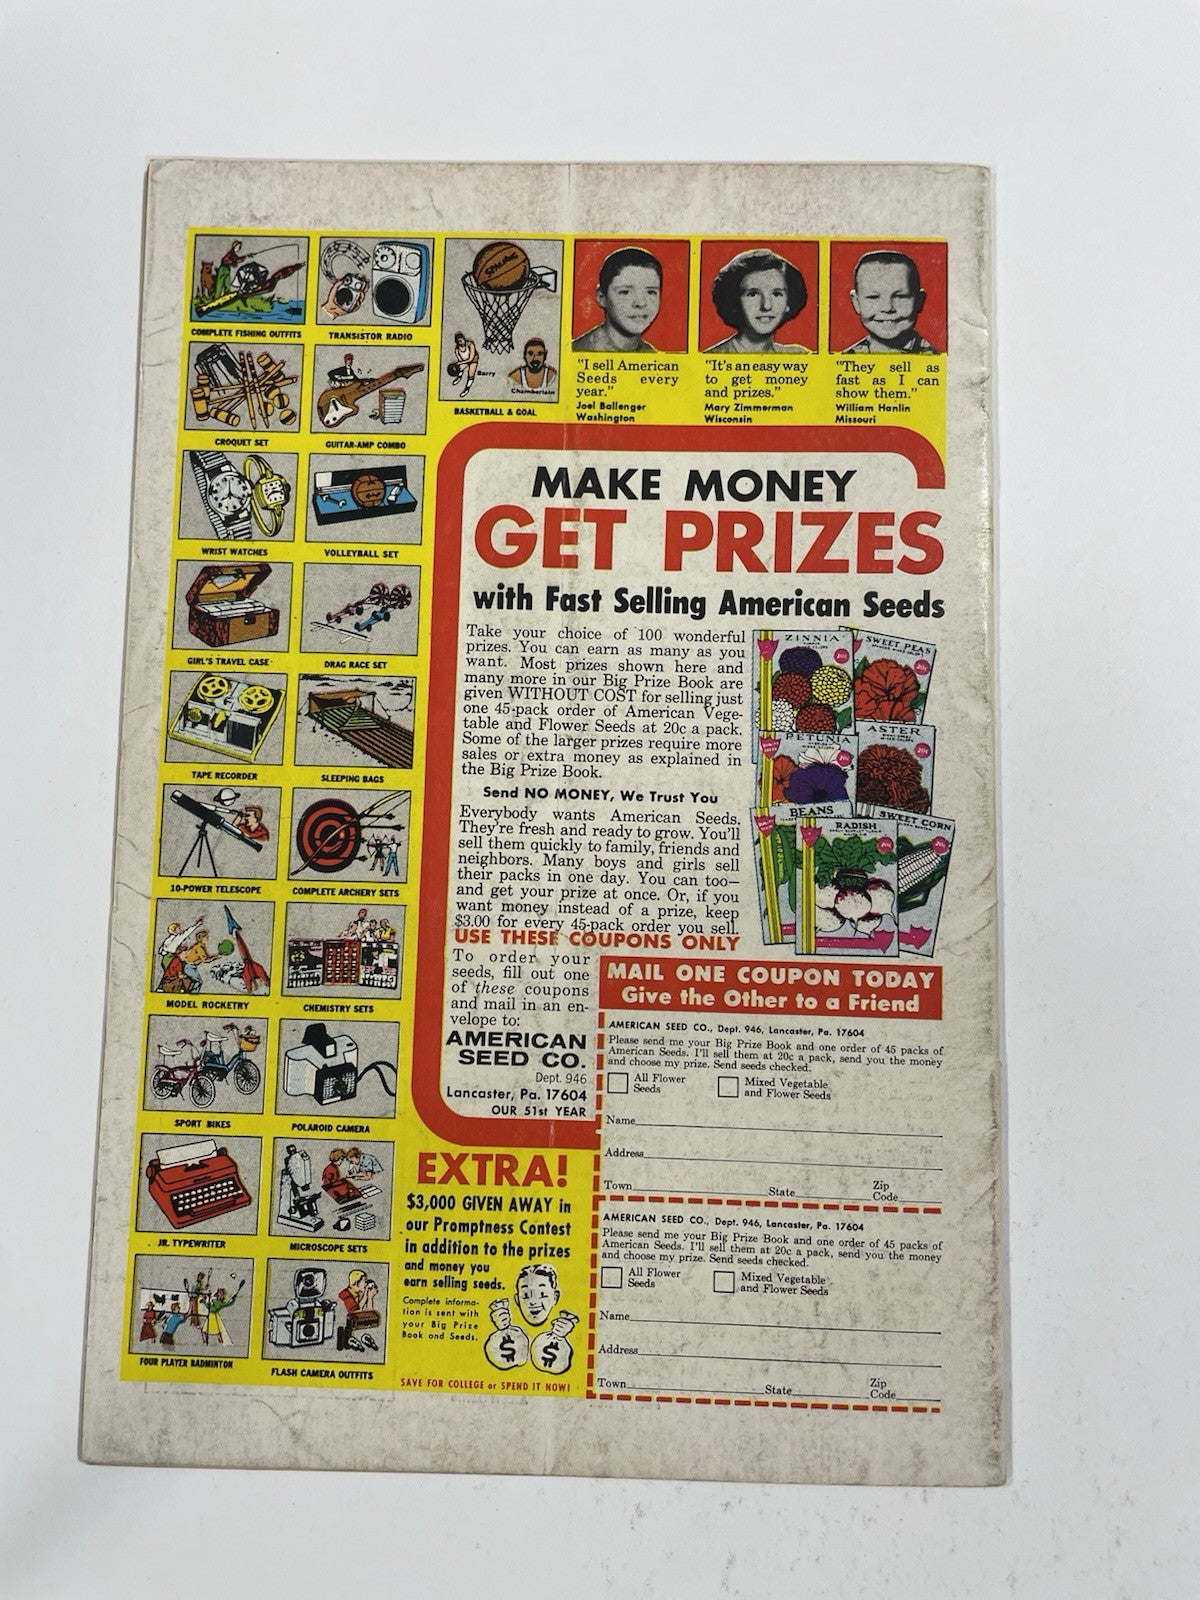 COMPLETE FISHING OUTFITS
TRANSISTOR RADIO
SPALDING
Barry
Chamberlain
BASKETBALL & GOAL
CROQUET SET
GUITAR-AMP COMBO
WRIST WATCHES
VOLLEYBALL SET
GIRL'S TRAVEL CASE
DRAG RACE SET
TAPE RECORDER
SLEEPING BAGS
10-POWER TELESCOPE
COMPLETE ARCHERY SETS
MODEL ROCKETRY
CHEMISTRY SETS
SPORT BIKES
POLAROID CAMERA
JR. TYPEWRITER
MICROSCOPE SETS
FOUR PLAYER BADMINTON
FLASH CAMERA OUTFITS
"I sell American
Seeds every
year."
Joel Ballenger
Washington
"It's an easy way
to get money
and prizes."
Mary Zimmerman
Wisconsin
"They sell as
fast as I can
show them."
William Hanlin
Missouri
MAKE MONEY
GET PRIZES
with Fast Selling American Seeds
Take your choice of 100 wonderful
prizes. You can earn as many as you
want. Most prizes shown here and
many more in our Big Prize Book are
given WITHOUT COST for selling just
one 45-pack order of American Vege-
table and Flower Seeds at 20c a pack.
Some of the larger prizes require more
sales or extra money as explained in
the Big Prize Book.
Send NO MONEY, We Trust You
Everybody wants American Seeds.
They're fresh and ready to grow. You'll
sell them quickly to family, friends and
neighbors. Many boys and girls sell
their packs in one day. You can too—
and get your prize at once. Or, if you
want money instead of a prize, keep
$3.00 for every 45-pack order you sell.
USE THESE COUPONS ONLY
To order your
seeds, fill out one
of these coupons
and mail in an en-
velope to:
AMERICAN
SEED CO.
Dept. 946
Lancaster, Pa. 17604
OUR 51st YEAR
ZINNIA
20¢
SWEET PEAS
20¢
PETUNIA
20¢
ASTER
20¢
BEANS
RADISH
20¢
SWEET CORN
20¢
MAIL ONE COUPON TODAY
Give the Other to a Friend
AMERICAN SEED CO., Dept. 946, Lancaster, Pa. 17604
Please send me your Big Prize Book and one order of 45 packs of
American Seeds. I'll sell them at 20c a pack, send you the money
and choose my prize. Send seeds checked.
All Flower
Seeds
Mixed Vegetable
and Flower Seeds
Name
Address
Town State Zip
Code
AMERICAN SEED CO., Dept. 946, Lancaster, Pa. 17604
Please send me your Big Prize Book and one order of 45 packs of
American Seeds. I'll sell them at 20c a pack, send you the money
and choose my prize. Send seeds checked.
All Flower
Seeds
Mixed Vegetable
and Flower Seeds
Name
Address
Town State Zip
Code
EXTRA!
$3,000 GIVEN AWAY in
our Promptness Contest
in addition to the prizes
and money you
earn selling seeds.
Complete informa-
tion is sent with
your Big Prize
Book and Seeds.
$ $
SAVE FOR COLLEGE or SPEND IT NOW!